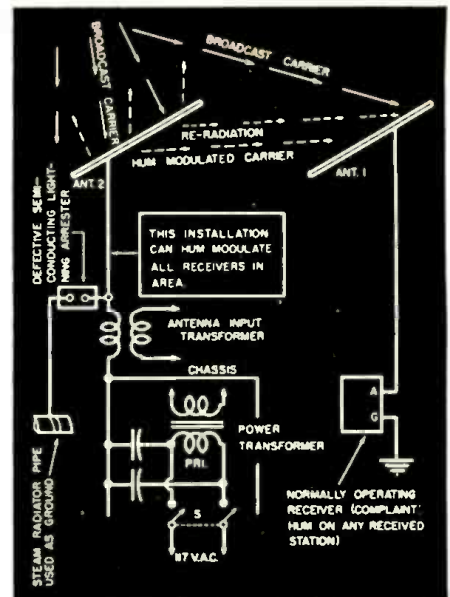 BROADCAST CARRIER
BROADCAST CARRIER
RE-RADIATION
HUM MODULATED CARRIER
ANT. 2
ANT. 1
DEFECTIVE SEMI-
CONDUCTING LIGHT-
NING ARRESTER
THIS INSTALLATION
CAN HUM MODULATE
ALL RECEIVERS IN
AREA
ANTENNA INPUT
TRANSFORMER
CHASSIS
A
G
POWER
TRANSFORMER
PRI.
STEAM RADIATOR PIPE
USED AS GROUND
S
117 V.A.C.
NORMALLY OPERATING
RECEIVER (COMPLAINT:
HUM ON ANY RECEIVED
STATION)